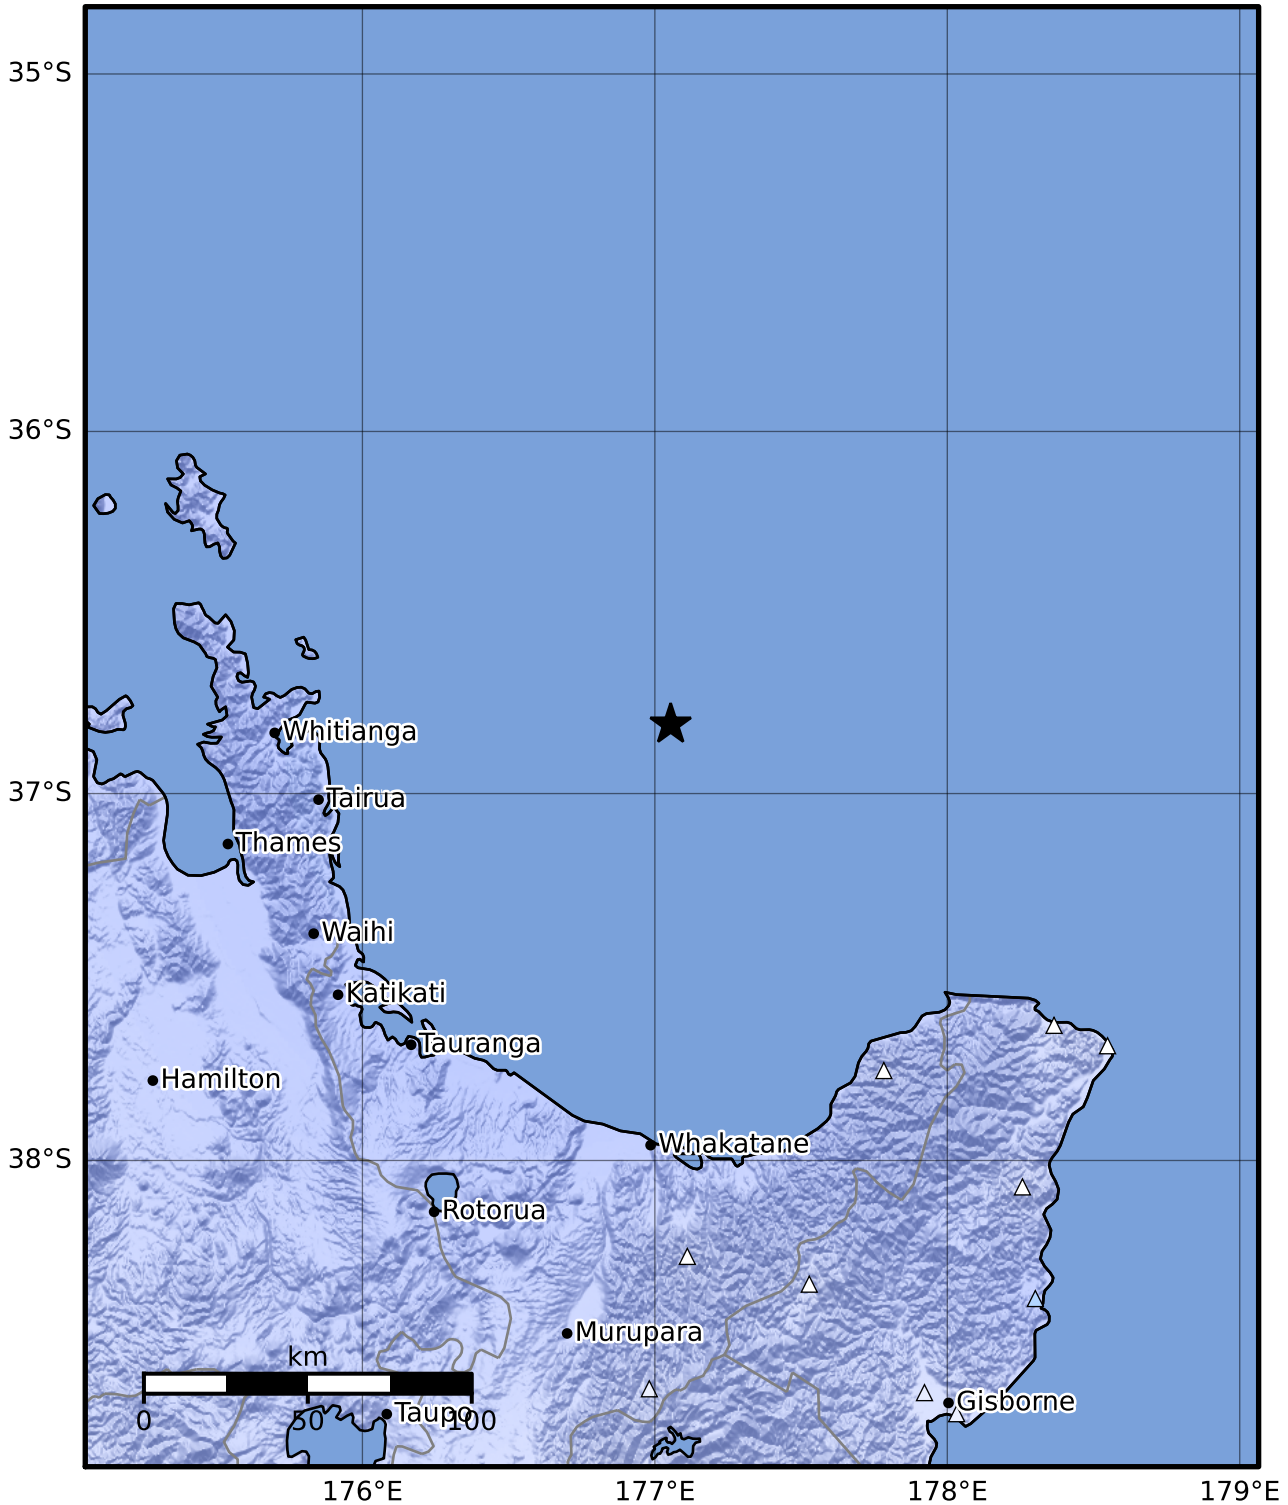 35°S
36°S
Whitianga
37°S
Tairua
Thames
Waihi
Katikati
Tauranga
Hamilton
Whakatane
38°S
Rotorua
Murupara
km
Gisborne
Taupo
0 50 100
176°E 177°E 178°E 179°E